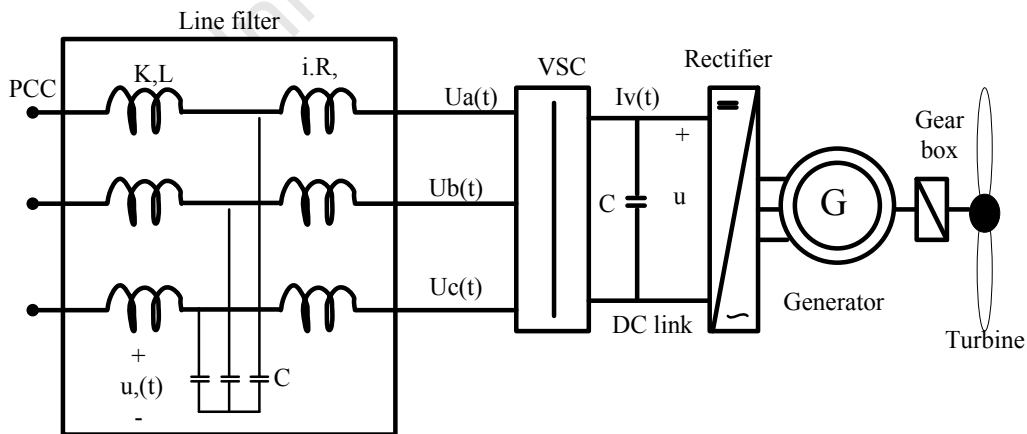 Line filter
PCC
K,L
i.R,
Ua(t)
VSC
Iv(t)
Rectifier
Gear
box
+
Ub(t)
C
u
G
Uc(t)
DC link
Generator
Turbine
+
u,(t)
-
C